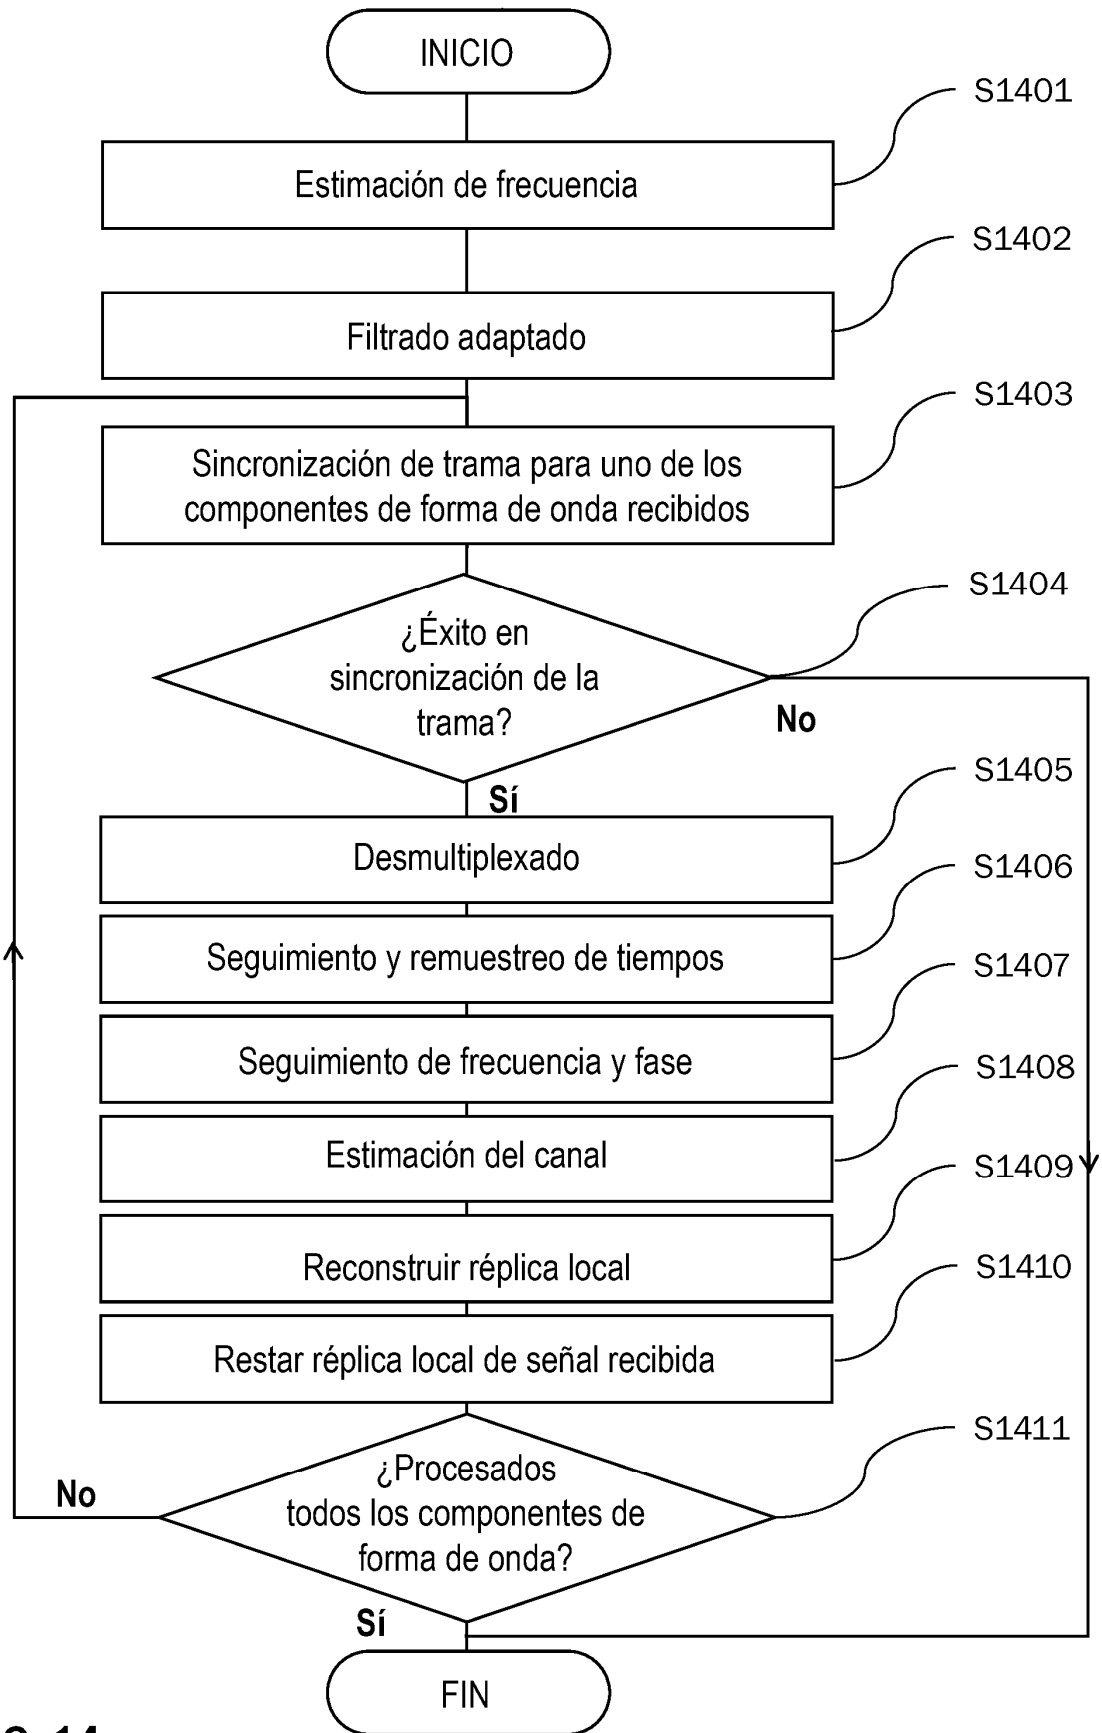 INICIO
S1401
Estimación de frecuencia
S1402
Filtrado adaptado
S1403
Sincronización de trama para uno de los
componentes de forma de onda recibidos
S1404
¿Éxito en
sincronización de la
trama?
No
Sí
S1405
Desmultiplexado
S1406
Seguimiento y remuestreo de tiempos
S1407
Seguimiento de frecuencia y fase
S1408
Estimación del canal
S1409
Reconstruir réplica local
S1410
Restar réplica local de señal recibida
S1411
¿Procesados
todos los componentes de
forma de onda?
No
Sí
FIN